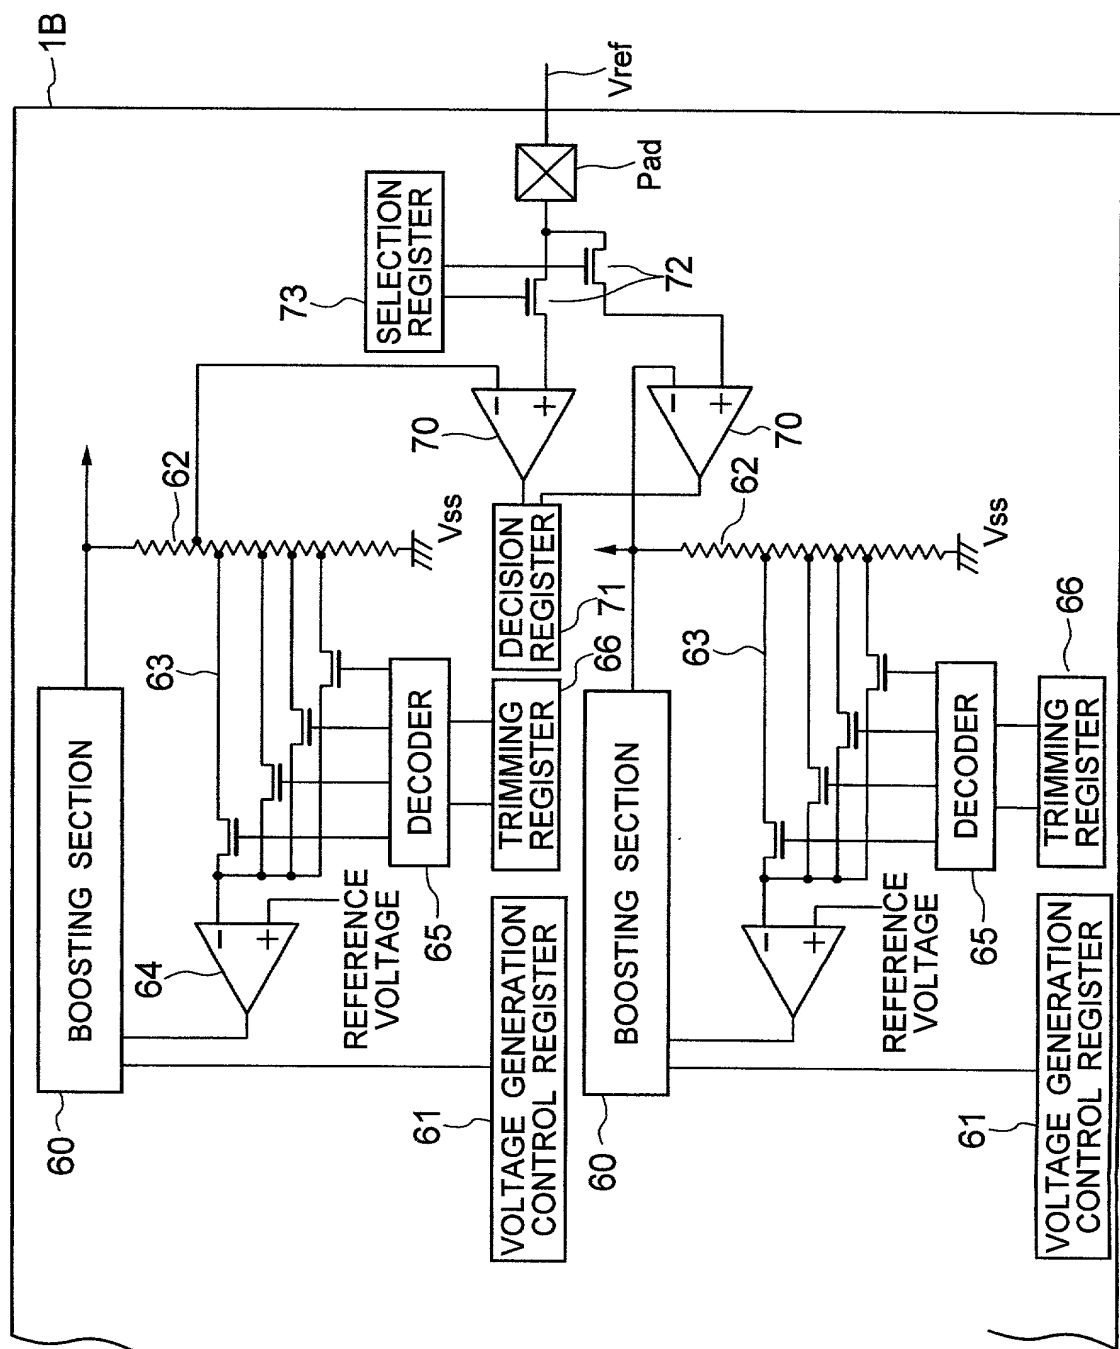 1B
Vref
Pad
SELECTION
REGISTER
73
72
70
−
+
70
−
+
62
Vss
DECISION
REGISTER
71
62
Vss
BOOSTING SECTION
60
63
64
−
+
REFERENCE
VOLTAGE
DECODER
65
TRIMMING
REGISTER
66
VOLTAGE GENERATION
CONTROL REGISTER
61
BOOSTING SECTION
60
63
−
+
REFERENCE
VOLTAGE
DECODER
65
TRIMMING
REGISTER
66
VOLTAGE GENERATION
CONTROL REGISTER
61